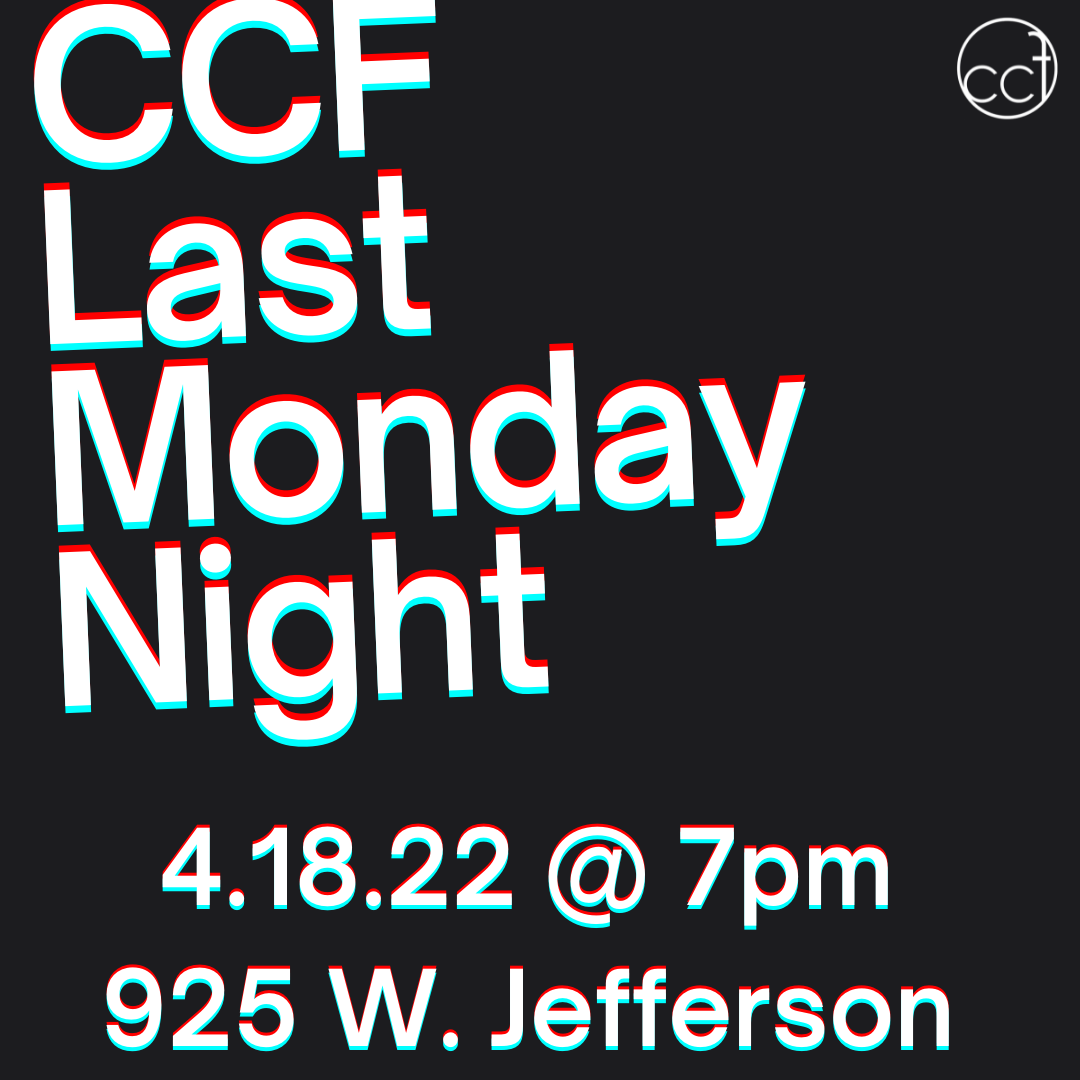 CCF
ccf
Last
Monday
Night
4.18.22 @ 7pm
925 W. Jefferson